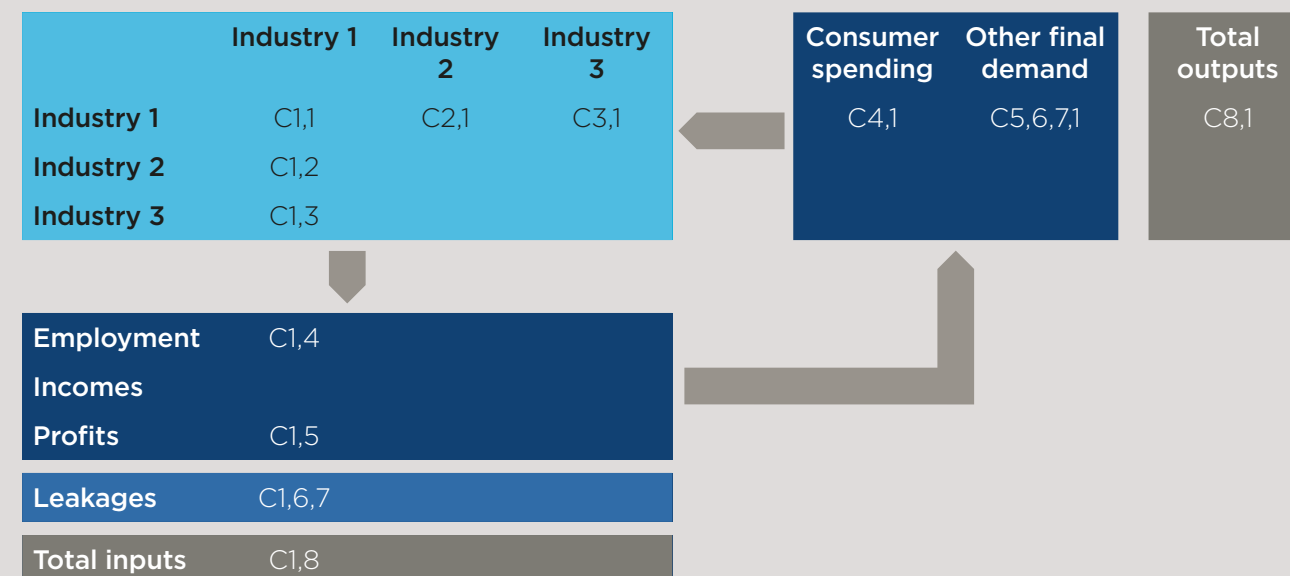 Industry 1 Industry 2 Industry 3 Consumer spending Other final demand Total outputs
Industry 1 C1,1 C2,1 C3,1 C4,1 C5,6,7,1 C8,1
Industry 2 C1,2
Industry 3 C1,3
Employment C1,4
Incomes
Profits C1,5
Leakages C1,6,7
Total inputs C1,8